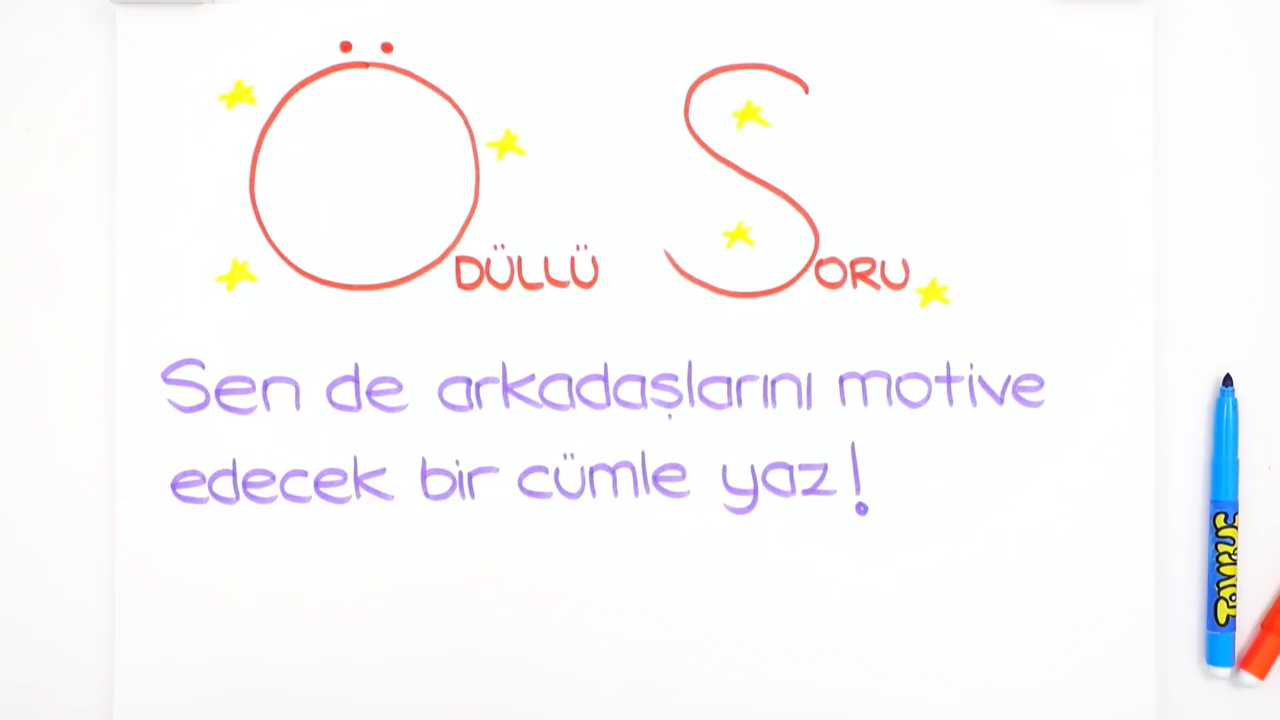 ÖDÜLLÜ SORU
Sen de arkadaşlarını motive
edecek bir cümle yaz!